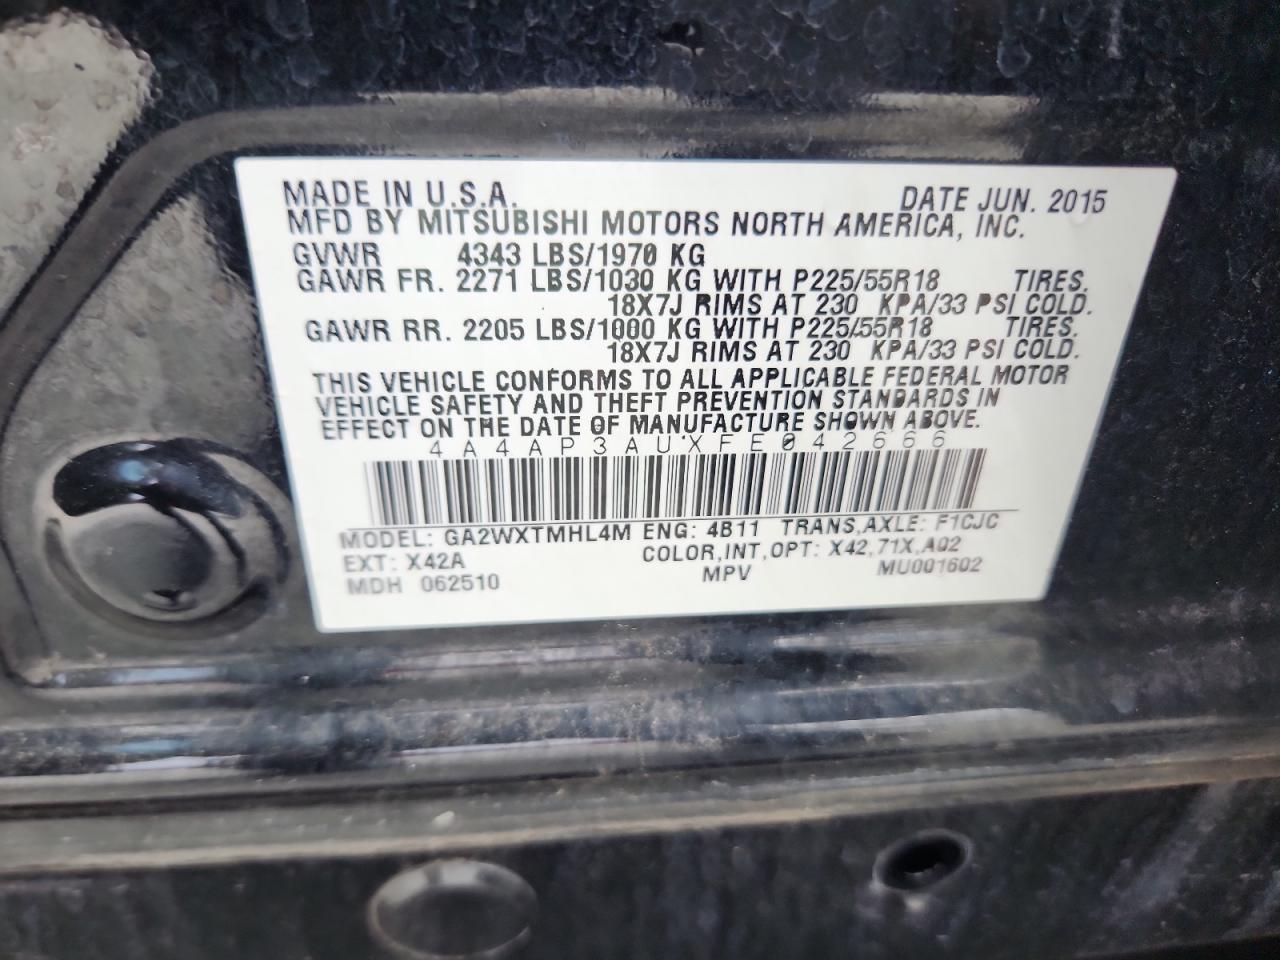 MADE IN U.S.A. DATE JUN. 2015
MFD BY MITSUBISHI MOTORS NORTH AMERICA, INC.
GVWR 4343 LBS/1970 KG
GAWR FR. 2271 LBS/1030 KG WITH P225/55R18 TIRES.
18X7J RIMS AT 230 KPA/33 PSI COLD.
GAWR RR. 2205 LBS/1000 KG WITH P225/55R18 TIRES.
18X7J RIMS AT 230 KPA/33 PSI COLD.
THIS VEHICLE CONFORMS TO ALL APPLICABLE FEDERAL MOTOR
VEHICLE SAFETY AND THEFT PREVENTION STANDARDS IN
EFFECT ON THE DATE OF MANUFACTURE SHOWN ABOVE.
4A4AP3AUXFE042666
MODEL: GA2WXTMHL4M ENG: 4B11 TRANS,AXLE: F1CJC
EXT: X42A COLOR,INT,OPT: X42,71X,A02
MDH 062510 MPV MU001602